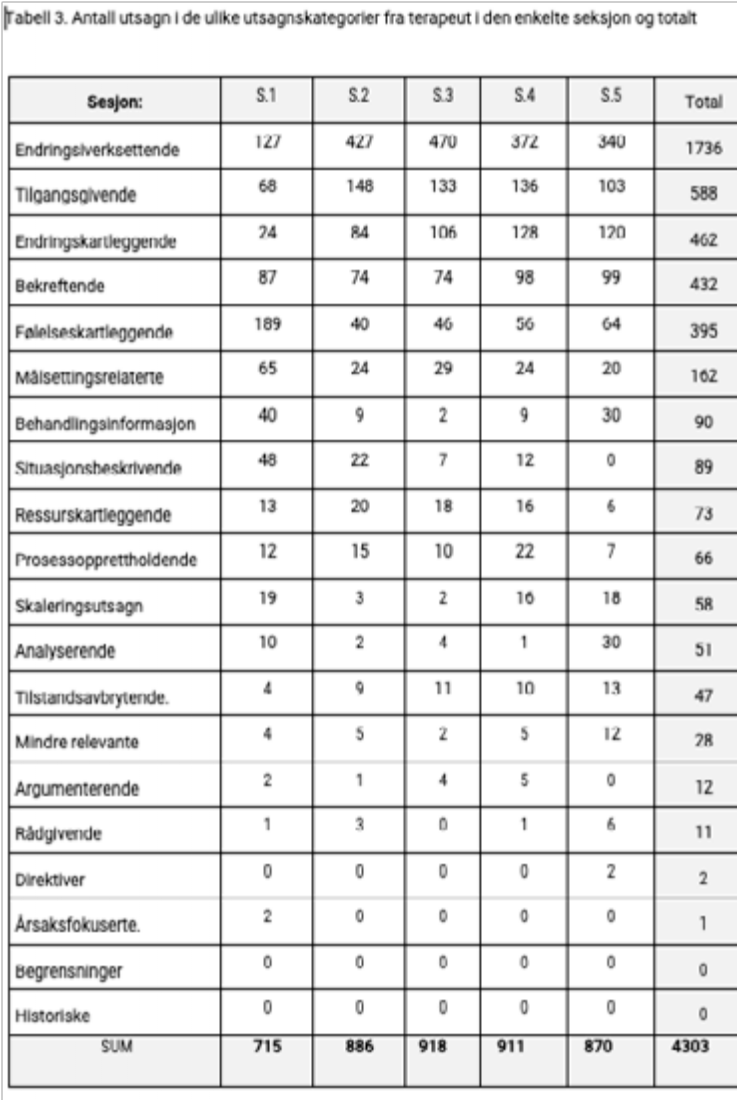 Tabell 3. Antall utsagn i de ulike utsagnskategorier fra terapeut i den enkelte seksjon og totalt
Sesjon: S.1 S.2 S.3 S.4 S.5 Total
Endringsiverksettende 127 427 470 372 340 1736
Tilgangsgivende 68 148 133 136 103 588
Endringskartleggende 24 84 106 128 120 462
Bekreftende 87 74 74 98 99 432
Følelseskartleggende 189 40 46 56 64 395
Målsettingsrelaterte 65 24 29 24 20 162
Behandlingsinformasjon 40 9 2 9 30 90
Situasjonsbeskrivende 48 22 7 12 0 89
Ressurskartleggende 13 20 18 16 6 73
Prosessopprettholdende 12 15 10 22 7 66
Skaleringsutsagn 19 3 2 16 18 58
Analyserende 10 2 4 1 30 51
Tilstandsavbrytende. 4 9 11 10 13 47
Mindre relevante 4 5 2 5 12 28
Argumenterende 2 1 4 5 0 12
Rådgivende 1 3 0 1 6 11
Direktiver 0 0 0 0 2 2
Årsaksfokuserte. 2 0 0 0 0 1
Begrensninger 0 0 0 0 0 0
Historiske 0 0 0 0 0 0
SUM 715 886 918 911 870 4303